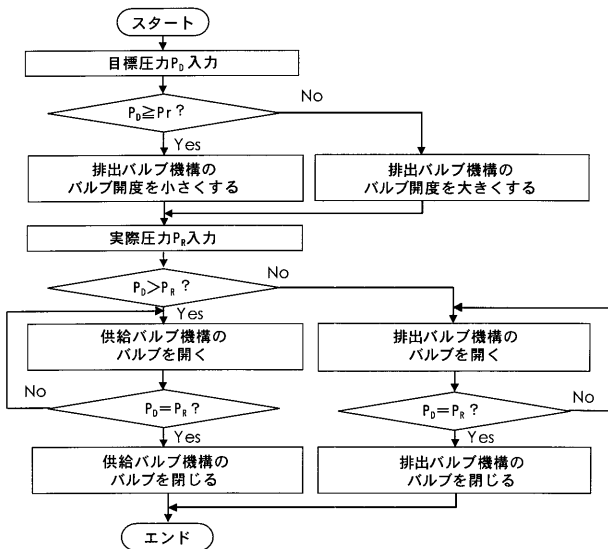 スタート
目標圧力P_D入力
P_D≧Pr？
No
Yes
排出バルブ機構の
バルブ開度を小さくする
排出バルブ機構の
バルブ開度を大きくする
実際圧力P_R入力
P_D>P_R？
No
Yes
供給バルブ機構の
バルブを開く
排出バルブ機構の
バルブを開く
No
P_D=P_R？
Yes
P_D=P_R？
No
Yes
供給バルブ機構の
バルブを閉じる
排出バルブ機構の
バルブを閉じる
エンド